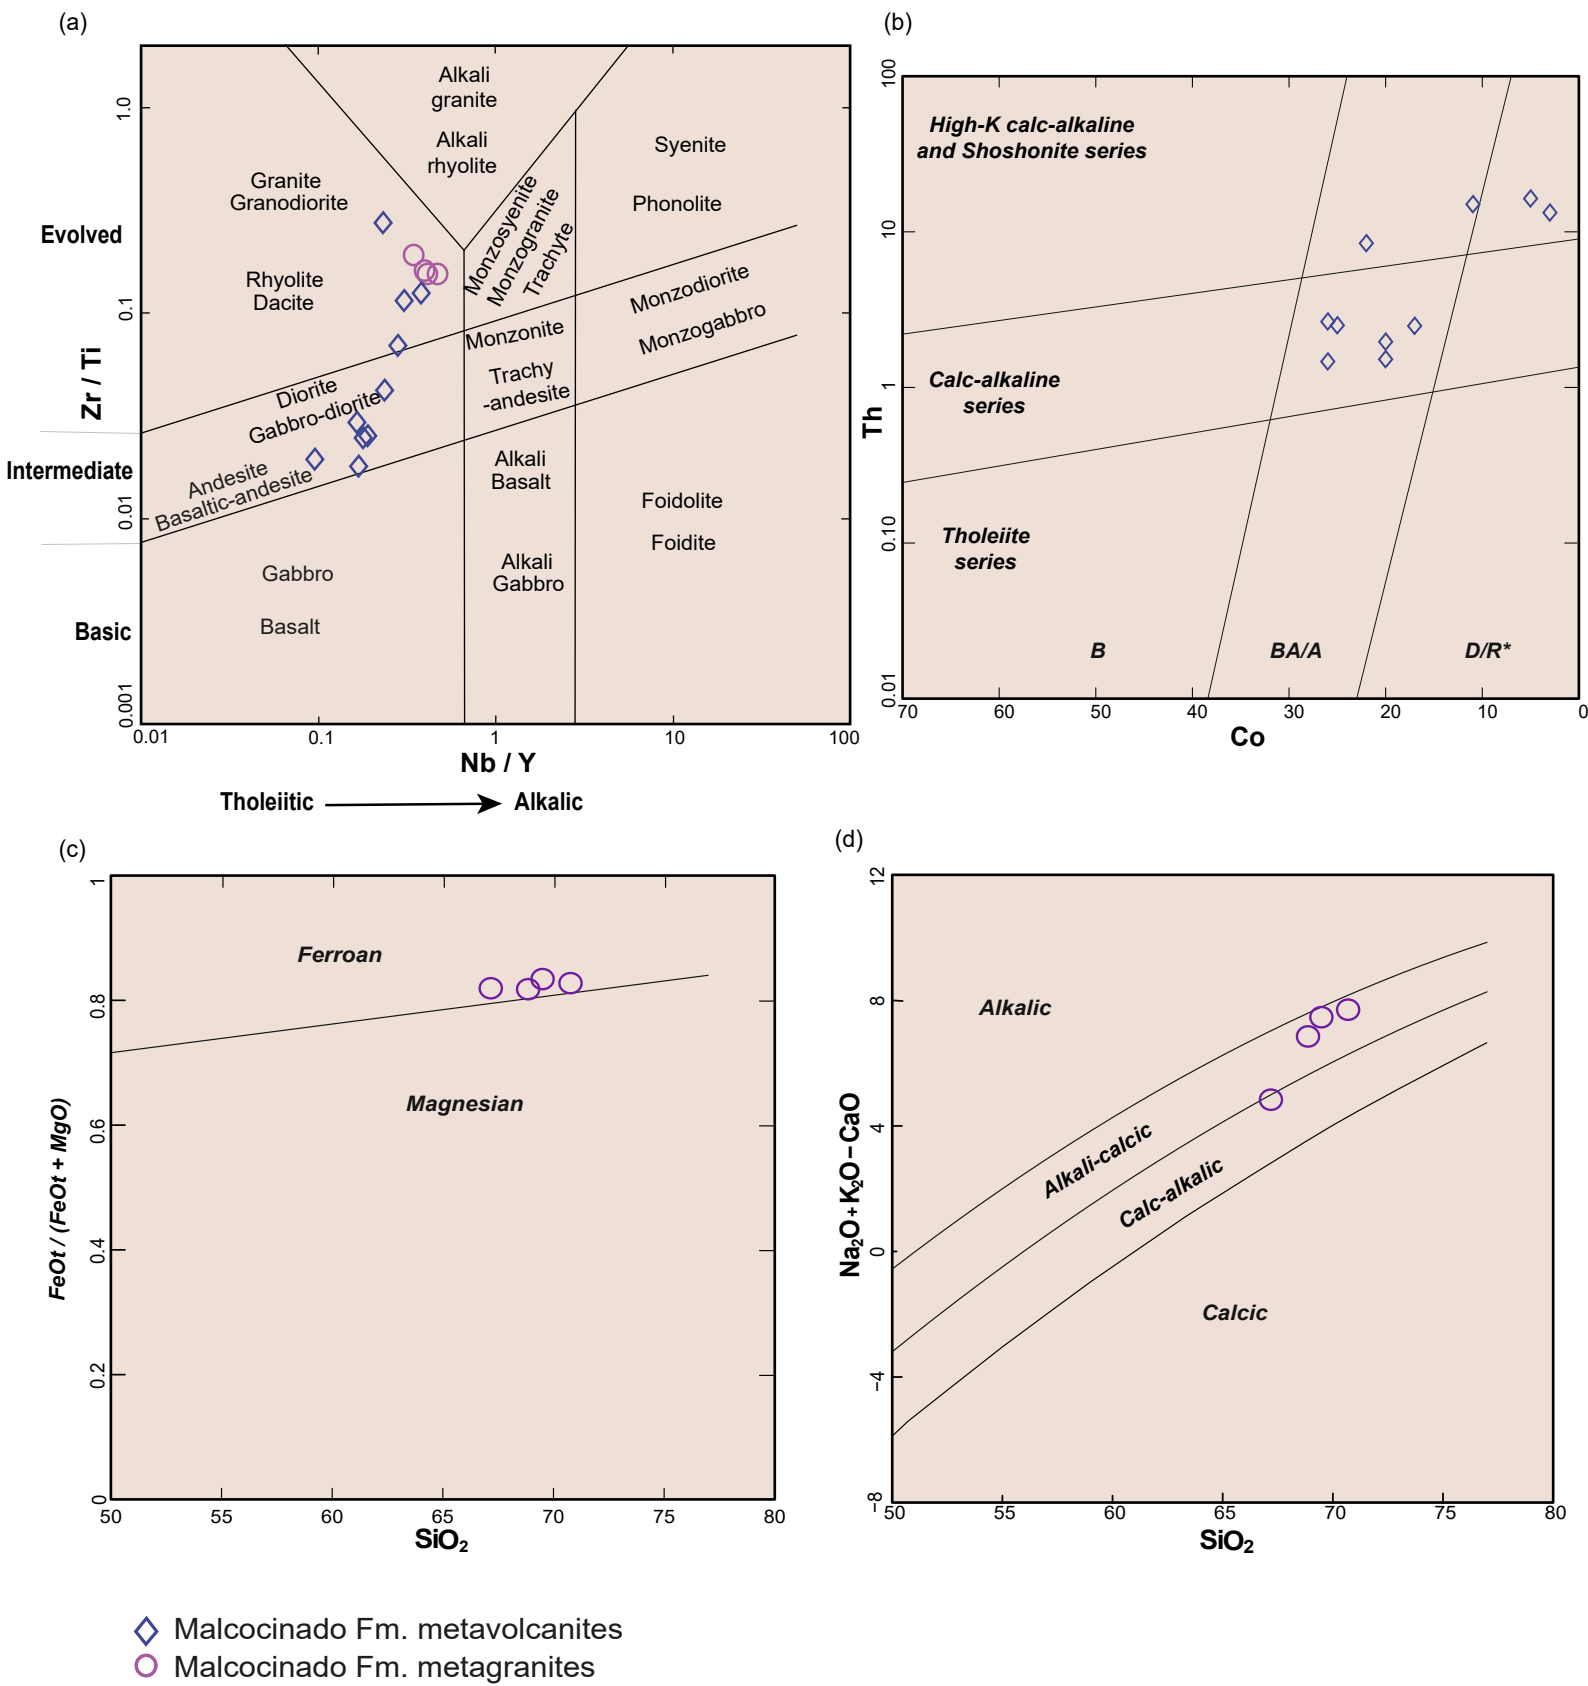 (a)
Alkali
granite
Alkali
rhyolite
Granite
Granodiorite
Rhyolite
Dacite
Monzosyenite
Monzogranite
Trachyte
Syenite
Phonolite
Monzodiorite
Monzogabbro
Monzonite
Trachy
-andesite
Diorite
Gabbro-diorite
Andesite
Basaltic-andesite
Alkali
Basalt
Alkali
Gabbro
Foidolite
Foidite
Gabbro
Basalt
Evolved
Intermediate
Basic
Zr / Ti
1.0
0.1
0.01
0.001
0.01
0.1
1
10
100
Nb / Y
Tholeiitic
Alkalic
(b)
High-K calc-alkaline
and Shoshonite series
Calc-alkaline
series
Tholeiite
series
B
BA/A
D/R*
Th
100
10
1
0.10
0.01
70
60
50
40
30
20
10
0
Co
(c)
Ferroan
Magnesian
FeOt / (FeOt + MgO)
1
0.8
0.6
0.4
0.2
0
50
55
60
65
70
75
80
SiO₂
(d)
Alkalic
Alkali-calcic
Calc-alkalic
Calcic
Na₂O+K₂O−CaO
12
8
4
0
−4
−8
50
55
60
65
70
75
80
SiO₂
Malcocinado Fm. metavolcanites
Malcocinado Fm. metagranites